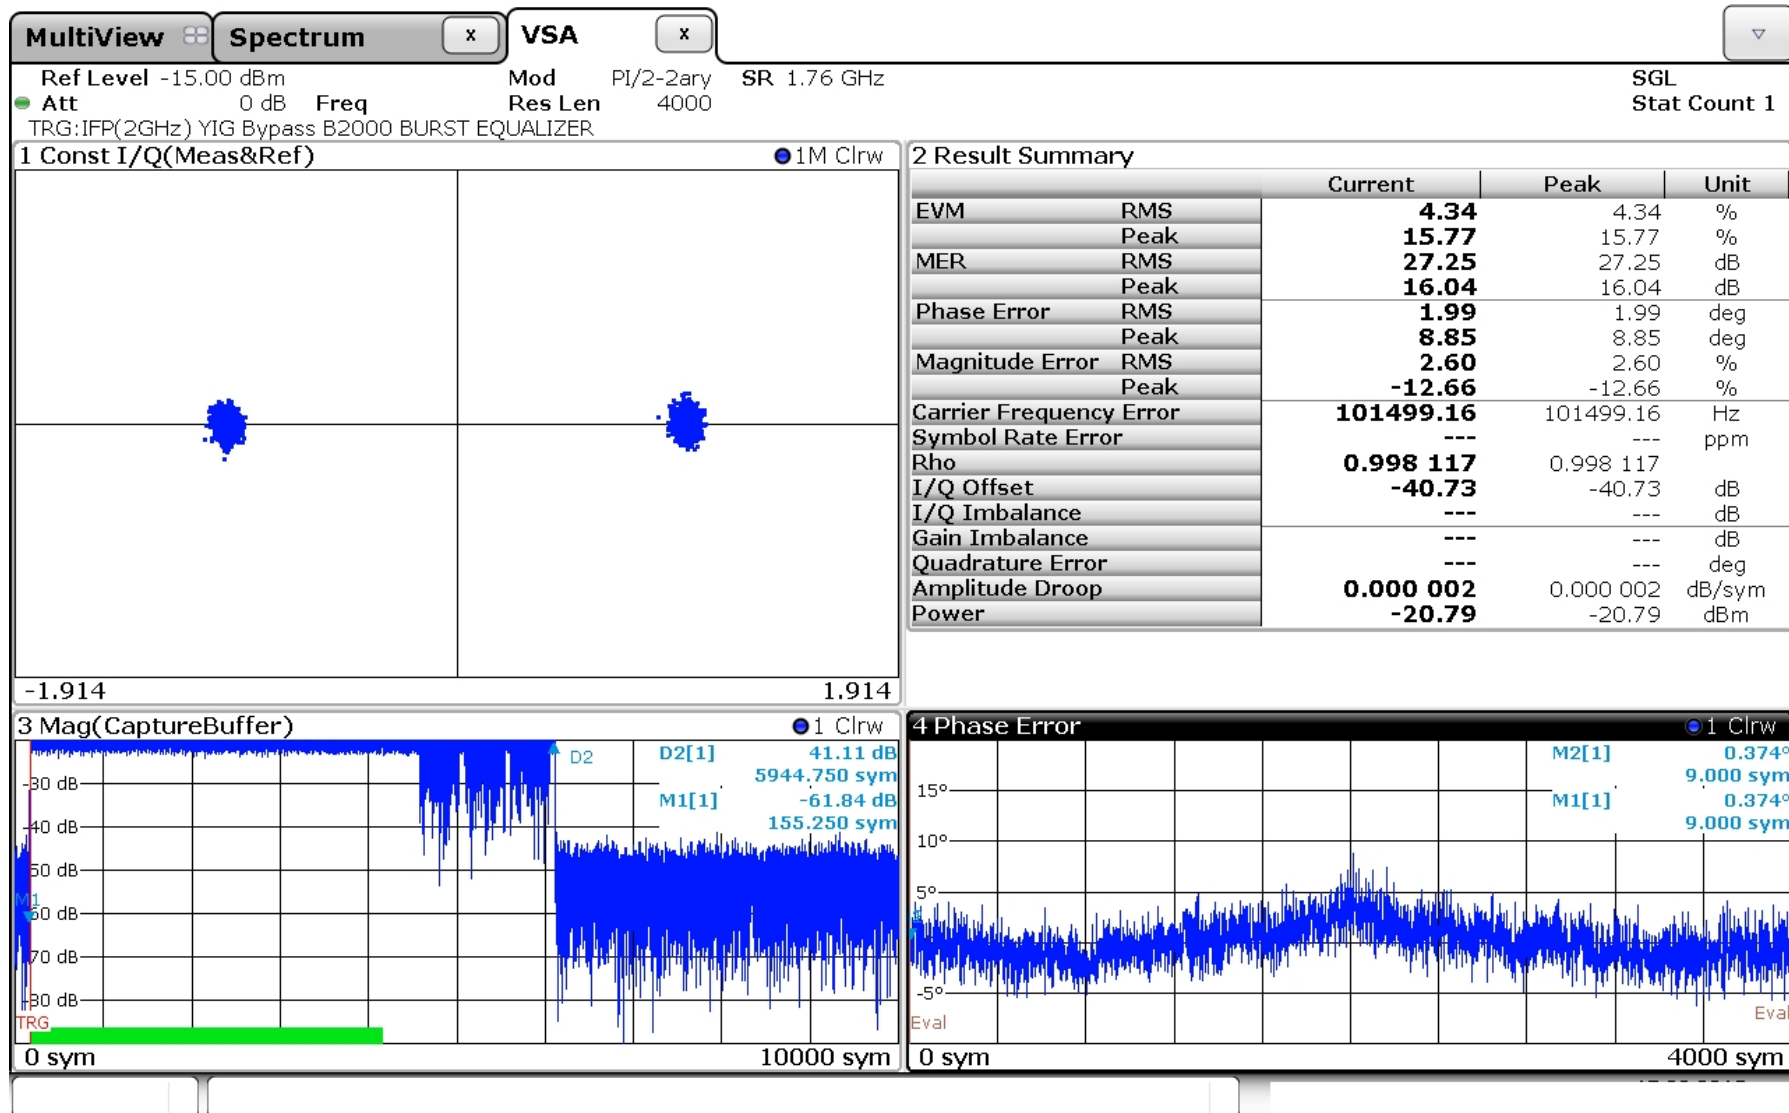 MultiView Spectrum x VSA x
Ref Level -15.00 dBm Mod PI/2-2ary SR 1.76 GHz SGL
Att 0 dB Freq Res Len 4000 Stat Count 1
TRG:IFP(2GHz) YIG Bypass B2000 BURST EQUALIZER
1 Const I/Q(Meas&Ref) 1M Clrw
-1.914 1.914
2 Result Summary
Current Peak Unit
EVM RMS 4.34 4.34 %
Peak 15.77 15.77 %
MER RMS 27.25 27.25 dB
Peak 16.04 16.04 dB
Phase Error RMS 1.99 1.99 deg
Peak 8.85 8.85 deg
Magnitude Error RMS 2.60 2.60 %
Peak -12.66 -12.66 %
Carrier Frequency Error 101499.16 101499.16 Hz
Symbol Rate Error --- --- ppm
Rho 0.998 117 0.998 117
I/Q Offset -40.73 -40.73 dB
I/Q Imbalance --- --- dB
Gain Imbalance --- --- dB
Quadrature Error --- --- deg
Amplitude Droop 0.000 002 0.000 002 dB/sym
Power -20.79 -20.79 dBm
3 Mag(CaptureBuffer) 1 Clrw
D2 D2[1] 41.11 dB
5944.750 sym
-30 dB
M1[1] -61.84 dB
155.250 sym
-40 dB
-50 dB
M1
-60 dB
-70 dB
-80 dB
TRG
0 sym 10000 sym
4 Phase Error 1 Clrw
M2[1] 0.374°
9.000 sym
15°
M1[1] 0.374°
9.000 sym
10°
5°
-5°
Eval Eval
0 sym 4000 sym